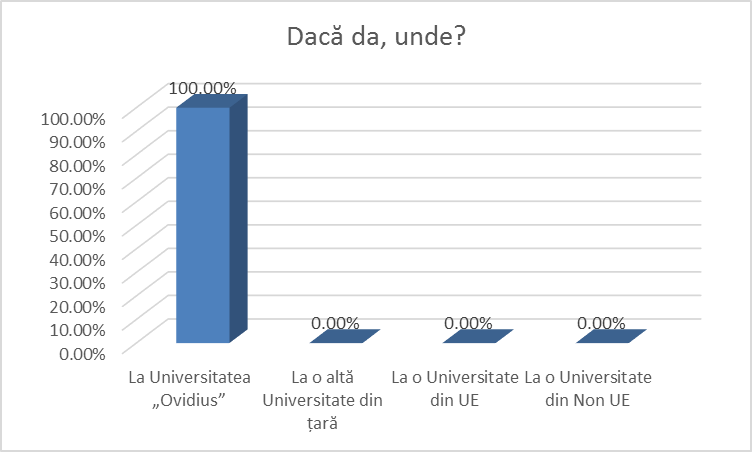 Dacă da, unde?
100.00%
100.00%
90.00%
80.00%
70.00%
60.00%
50.00%
40.00%
30.00%
20.00%
10.00%
0.00%
0.00% 0.00% 0.00%
La Universitatea „Ovidius”
La o altă Universitate din țară
La o Universitate din UE
La o Universitate din Non UE